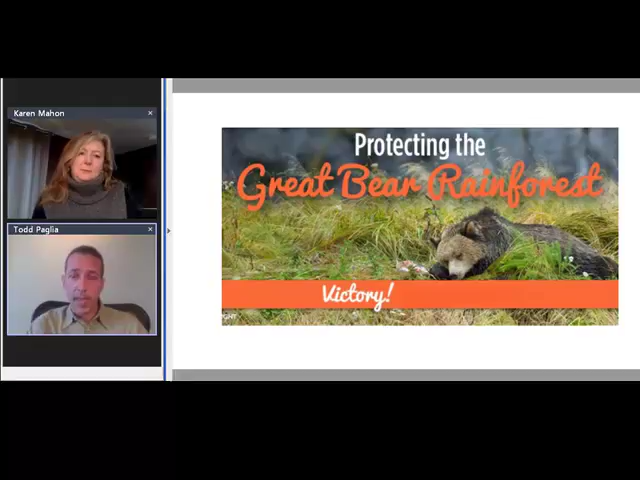 Karen Mahon
Todd Paglia
Protecting the
Great Bear Rainforest
Victory!